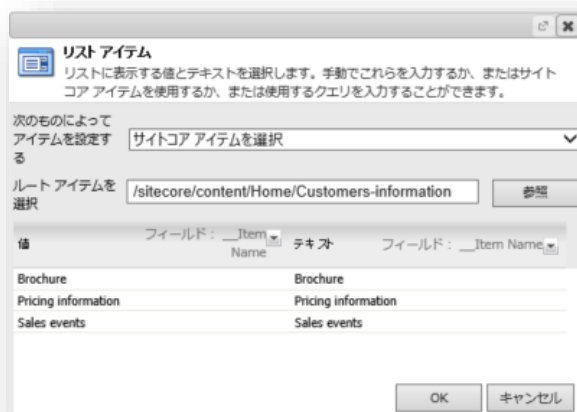 リスト アイテム
リストに表示する値とテキストを選択します。手動でこれらを入力するか、またはサイト
コア アイテムを使用するか、または使用するクエリを入力することができます。
次のものによって
アイテムを設定す
る
サイトコア アイテムを選択
ルート アイテムを
選択
/sitecore/content/Home/Customers-information
参照
値
フィールド： __Item
Name
テキスト
フィールド： __Item Name
Brochure
Brochure
Pricing information
Pricing information
Sales events
Sales events
OK
キャンセル